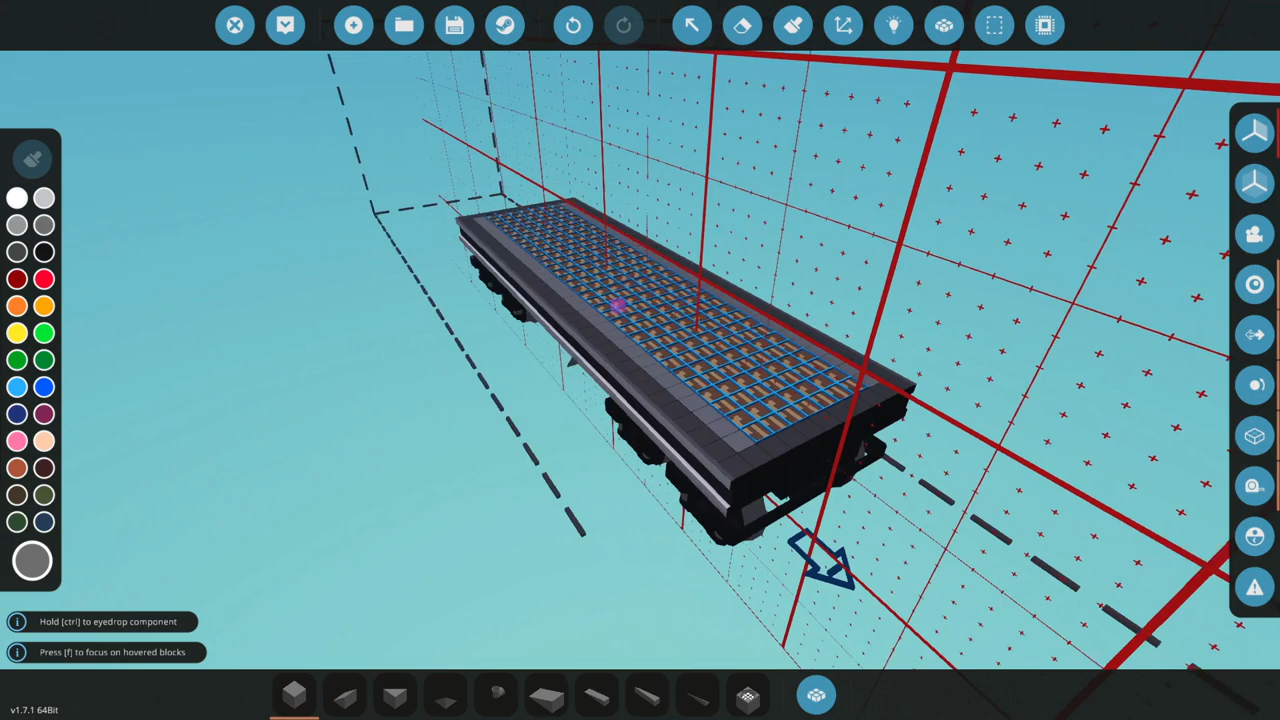 Hold [ctrl] to eyedrop component
Press [f] to focus on hovered blocks
v1.7.1 64Bit